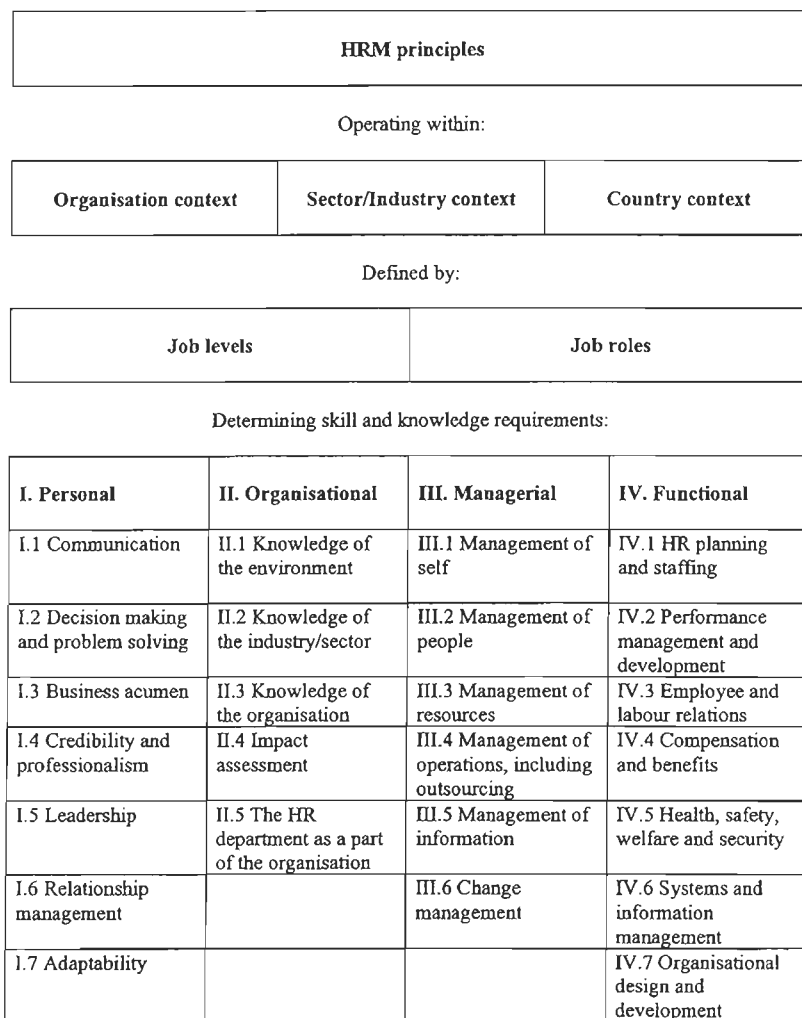 HRM principles
Operating within:
Organisation context
Sector/Industry context
Country context
Defined by:
Job levels
Job roles
Determining skill and knowledge requirements:
I. Personal
II. Organisational
III. Managerial
IV. Functional
I.1 Communication
II.1 Knowledge of
the environment
III.1 Management of
self
IV.1 HR planning
and staffing
I.2 Decision making
and problem solving
II.2 Knowledge of
the industry/sector
III.2 Management of
people
IV.2 Performance
management and
development
I.3 Business acumen
II.3 Knowledge of
the organisation
III.3 Management of
resources
IV.3 Employee and
labour relations
I.4 Credibility and
professionalism
II.4 Impact
assessment
III.4 Management of
operations, including
outsourcing
IV.4 Compensation
and benefits
I.5 Leadership
II.5 The HR
department as a part
of the organisation
III.5 Management of
information
IV.5 Health, safety,
welfare and security
I.6 Relationship
management
III.6 Change
management
IV.6 Systems and
information
management
I.7 Adaptability
IV.7 Organisational
design and
development